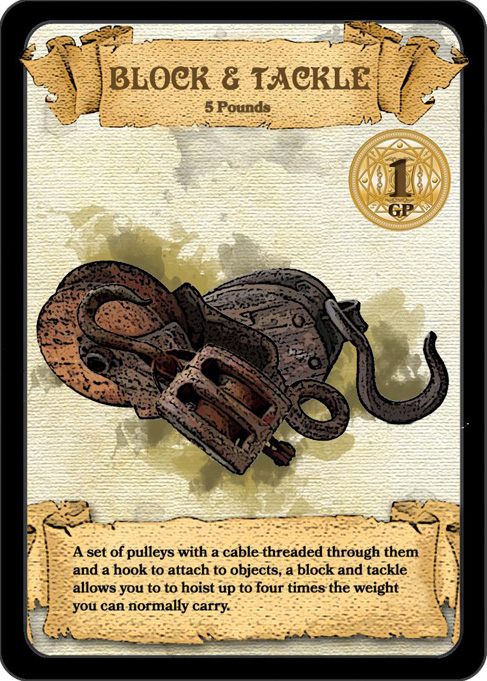 BLOCK & TACKLE
5 Pounds
1
GP
A set of pulleys with a cable threaded through them
and a hook to attach to objects, a block and tackle
allows you to to hoist up to four times the weight
you can normally carry.